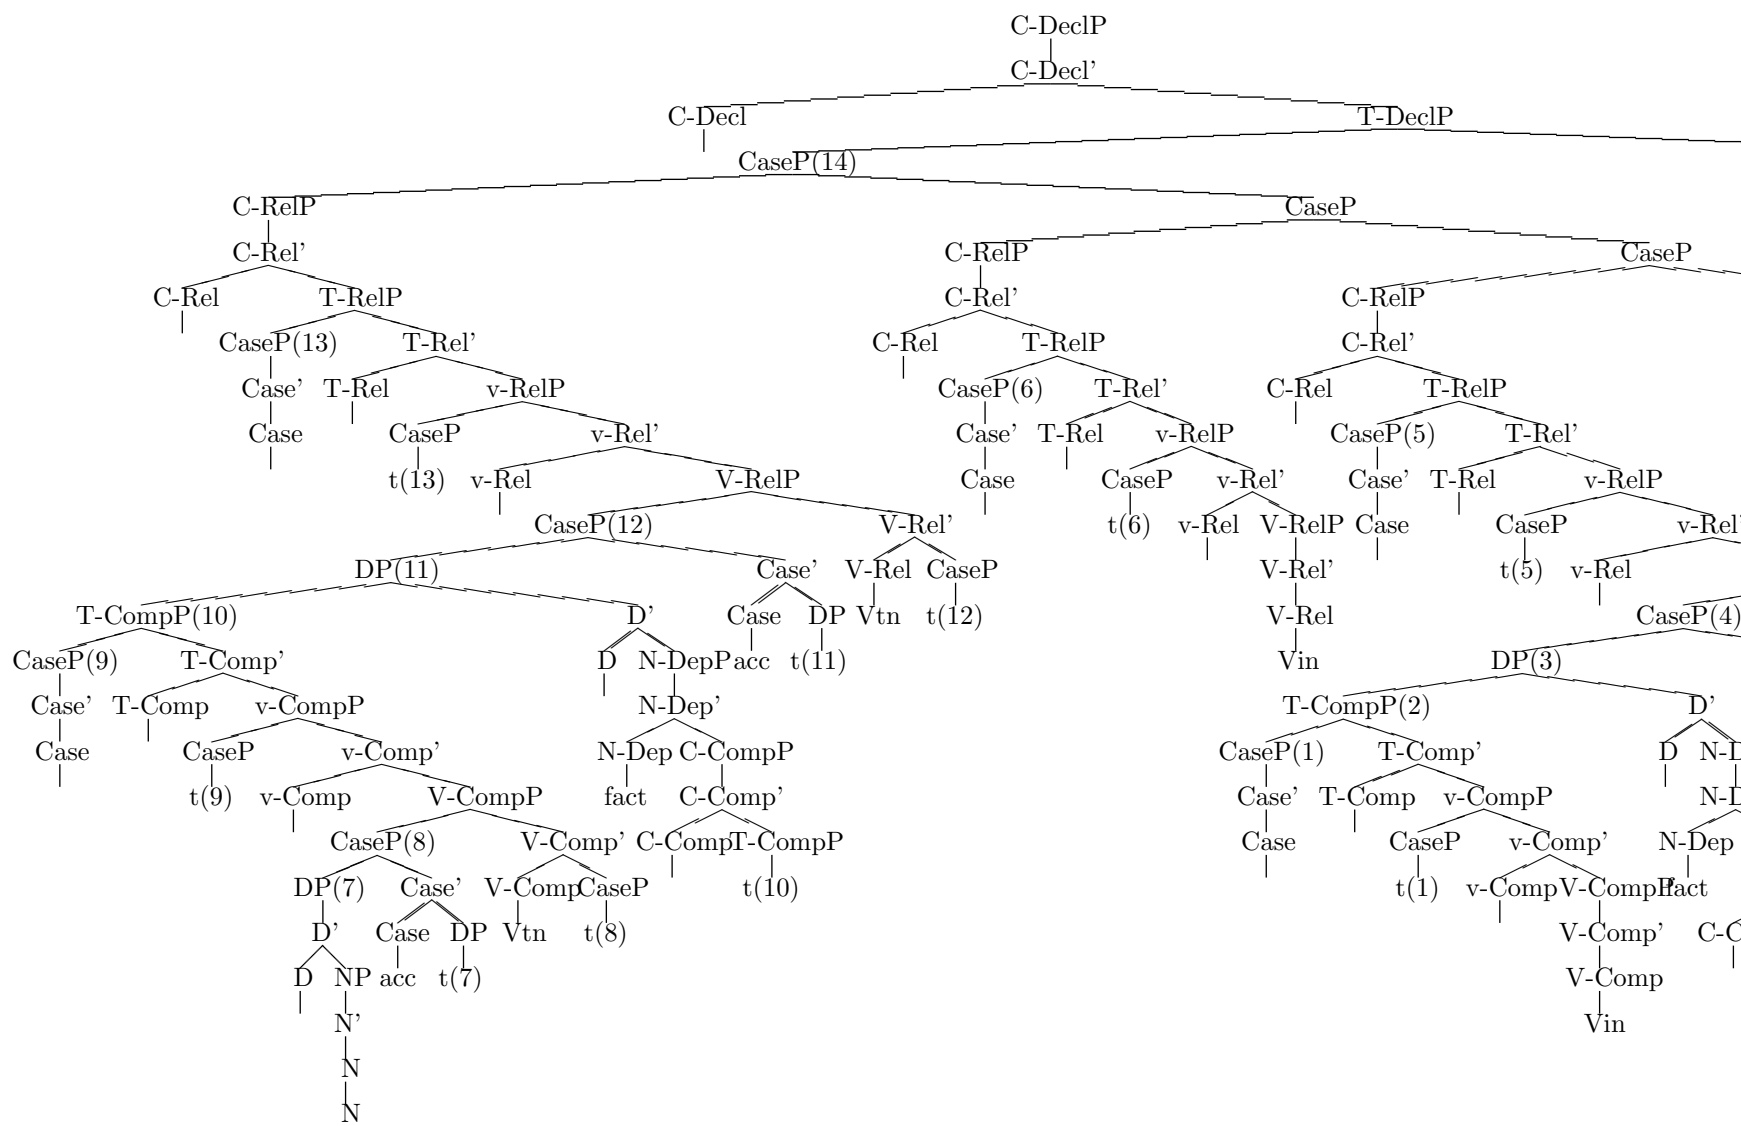 C-DeclP
C-Decl'
C-Decl T-DeclP
CaseP(14)
C-RelP CaseP
C-Rel' C-RelP CaseP
C-Rel T-RelP C-Rel' C-RelP
CaseP(13) T-Rel' C-Rel T-RelP C-Rel'
Case' T-Rel v-RelP CaseP(6) T-Rel' C-Rel T-RelP
Case CaseP v-Rel' Case' T-Rel v-RelP CaseP(5) T-Rel'
t(13) v-Rel V-RelP Case CaseP v-Rel' Case' T-Rel v-RelP
CaseP(12) V-Rel' t(6) v-Rel V-RelP Case CaseP v-Rel'
DP(11) Case' V-Rel CaseP V-Rel' t(5) v-Rel
T-CompP(10) D' Case DP Vtn t(12) V-Rel CaseP(4)
CaseP(9) T-Comp' D N-DepP acc t(11) Vin DP(3)
Case' T-Comp v-CompP N-Dep' T-CompP(2) D'
Case CaseP v-Comp' N-Dep C-CompP CaseP(1) T-Comp' D
t(9) v-Comp V-CompP fact C-Comp' Case' T-Comp v-CompP
CaseP(8) V-Comp' C-Comp T-CompP Case CaseP v-Comp' N-Dep
DP(7) Case' V-Comp CaseP t(10) t(1) v-Comp V-CompP fact
D' Case DP Vtn t(8) V-Comp'
D NP acc t(7) V-Comp
N' Vin
N
N